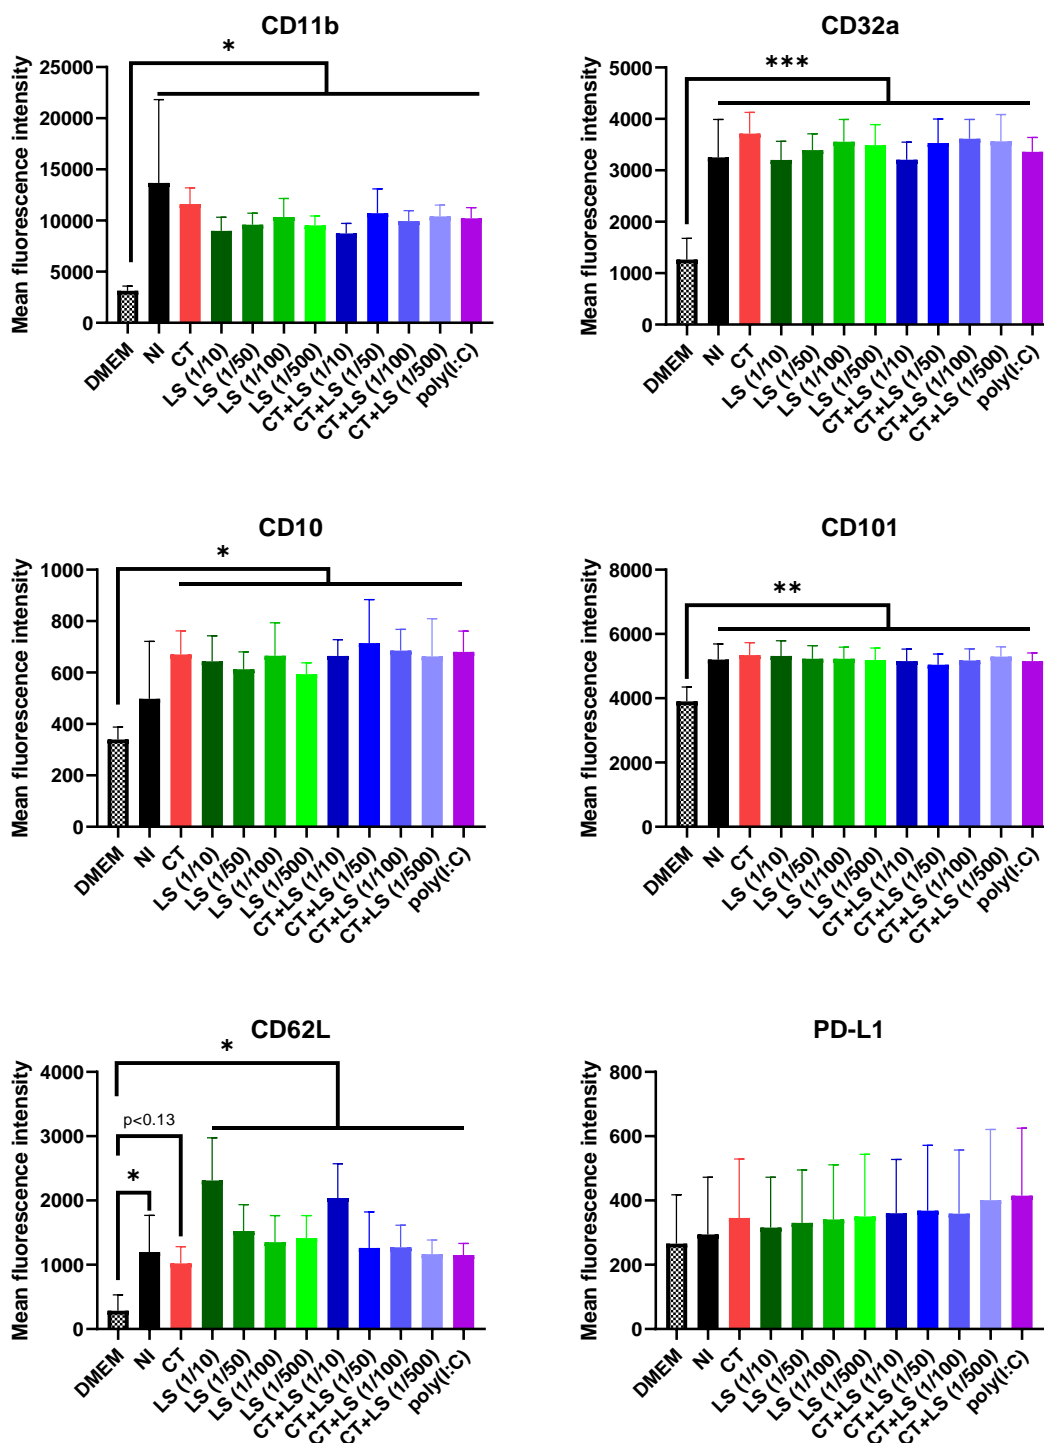 CD11b
*
Mean fluorescence intensity
25000
20000
15000
10000
5000
0
DMEM
NI
CT
LS (1/10)
LS (1/50)
LS (1/100)
LS (1/500)
CT+LS (1/10)
CT+LS (1/50)
CT+LS (1/100)
CT+LS (1/500)
poly(I:C)
CD32a
***
Mean fluorescence intensity
5000
4000
3000
2000
1000
0
DMEM
NI
CT
LS (1/10)
LS (1/50)
LS (1/100)
LS (1/500)
CT+LS (1/10)
CT+LS (1/50)
CT+LS (1/100)
CT+LS (1/500)
poly(I:C)
CD10
*
Mean fluorescence intensity
1000
800
600
400
200
0
DMEM
NI
CT
LS (1/10)
LS (1/50)
LS (1/100)
LS (1/500)
CT+LS (1/10)
CT+LS (1/50)
CT+LS (1/100)
CT+LS (1/500)
poly(I:C)
CD101
**
Mean fluorescence intensity
8000
6000
4000
2000
0
DMEM
NI
CT
LS (1/10)
LS (1/50)
LS (1/100)
LS (1/500)
CT+LS (1/10)
CT+LS (1/50)
CT+LS (1/100)
CT+LS (1/500)
poly(I:C)
CD62L
*
p<0.13
*
Mean fluorescence intensity
4000
3000
2000
1000
0
DMEM
NI
CT
LS (1/10)
LS (1/50)
LS (1/100)
LS (1/500)
CT+LS (1/10)
CT+LS (1/50)
CT+LS (1/100)
CT+LS (1/500)
poly(I:C)
PD-L1
Mean fluorescence intensity
800
600
400
200
0
DMEM
NI
CT
LS (1/10)
LS (1/50)
LS (1/100)
LS (1/500)
CT+LS (1/10)
CT+LS (1/50)
CT+LS (1/100)
CT+LS (1/500)
poly(I:C)